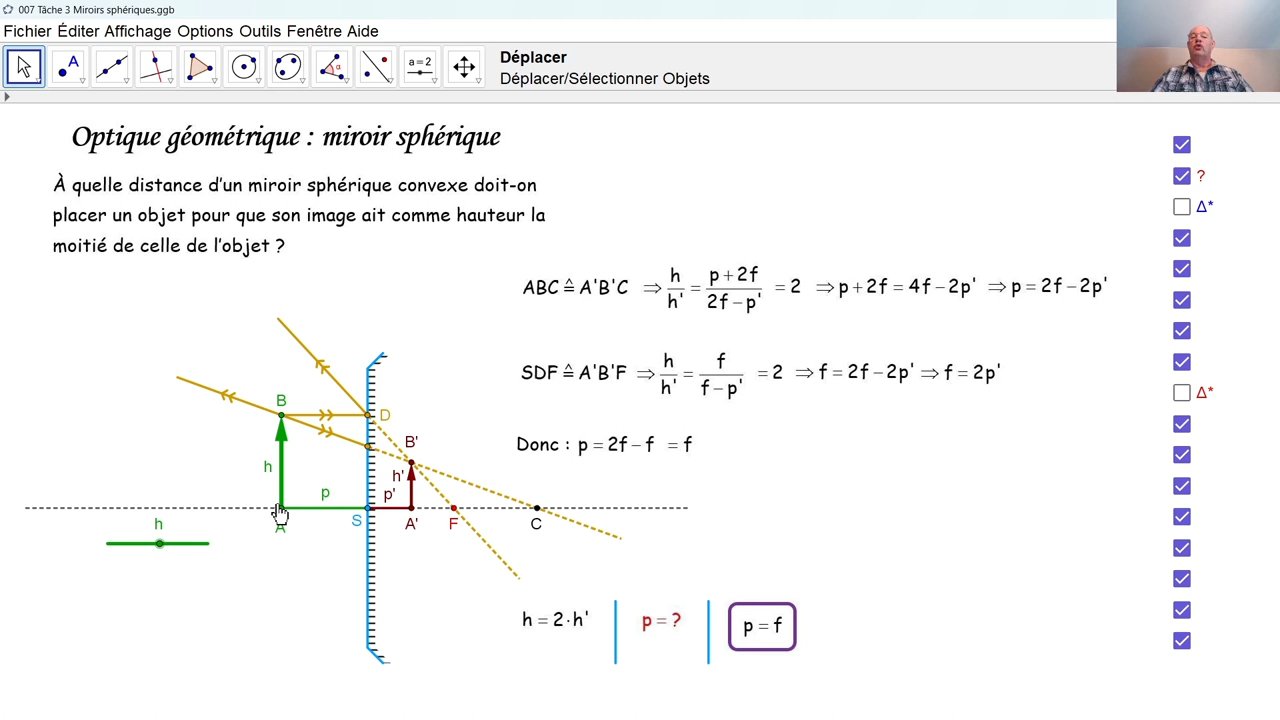 007 Tâche 3 Miroirs sphériques.ggb
Fichier Éditer Affichage Options Outils Fenêtre Aide
A
α
a=2
Déplacer
Déplacer/Sélectionner Objets
Optique géométrique : miroir sphérique
À quelle distance d'un miroir sphérique convexe doit-on
placer un objet pour que son image ait comme hauteur la
moitié de celle de l'objet ?
?
Δ*
Δ*
ABC ≙ A'B'C ⇒ h/h' = (p+2f)/(2f−p') = 2 ⇒ p+2f = 4f−2p' ⇒ p = 2f−2p'
SDF ≙ A'B'F ⇒ h/h' = f/(f−p') = 2 ⇒ f = 2f−2p' ⇒ f = 2p'
Donc : p = 2f−f = f
B
D
B'
h
h'
p
p'
A
S
A'
F
C
h
h = 2·h'
p = ?
p = f